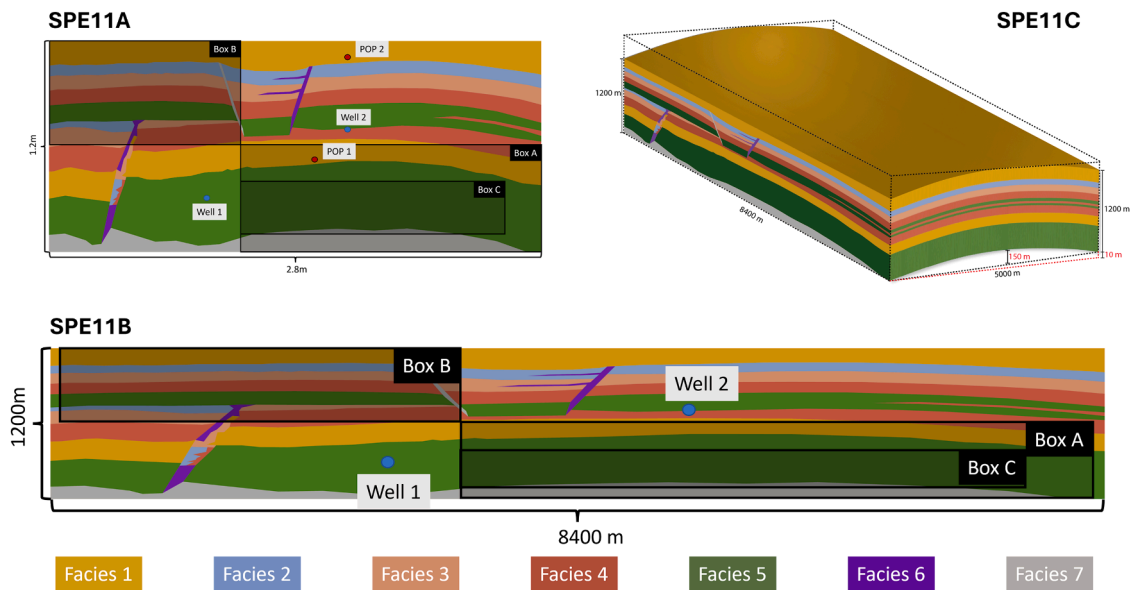 SPE11A
Box B
POP 2
Well 2
1.2m
POP 1
Box A
Box C
Well 1
2.8m
SPE11C
1200 m
8400 m
1200 m
150 m
10 m
5000 m
SPE11B
Box B
Well 2
1200m
Box A
Box C
Well 1
8400 m
Facies 1
Facies 2
Facies 3
Facies 4
Facies 5
Facies 6
Facies 7